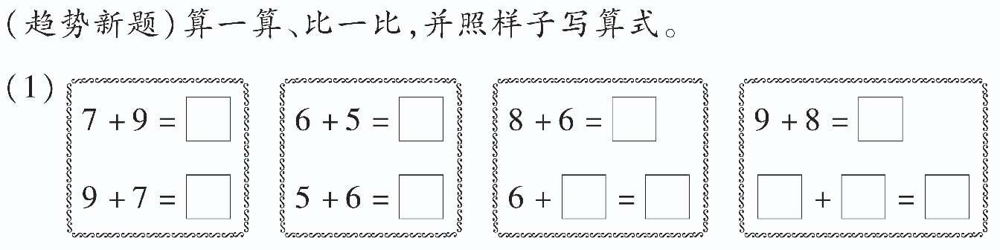 (趋势新题)算一算、比一比,并照样子写算式。
(1) 7 + 9 = □ 6 + 5 = □ 8 + 6 = □ 9 + 8 = □
9 + 7 = □ 5 + 6 = □ 6 + □ = □ □ + □ = □